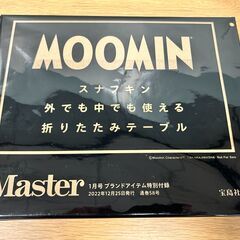 MOOMIN
スナフキン
外でも中でも使える
折りたたみテーブル
Master
1月号 ブランドアイテム特別付録
2022年12月25日発行 通巻58号
宝島社